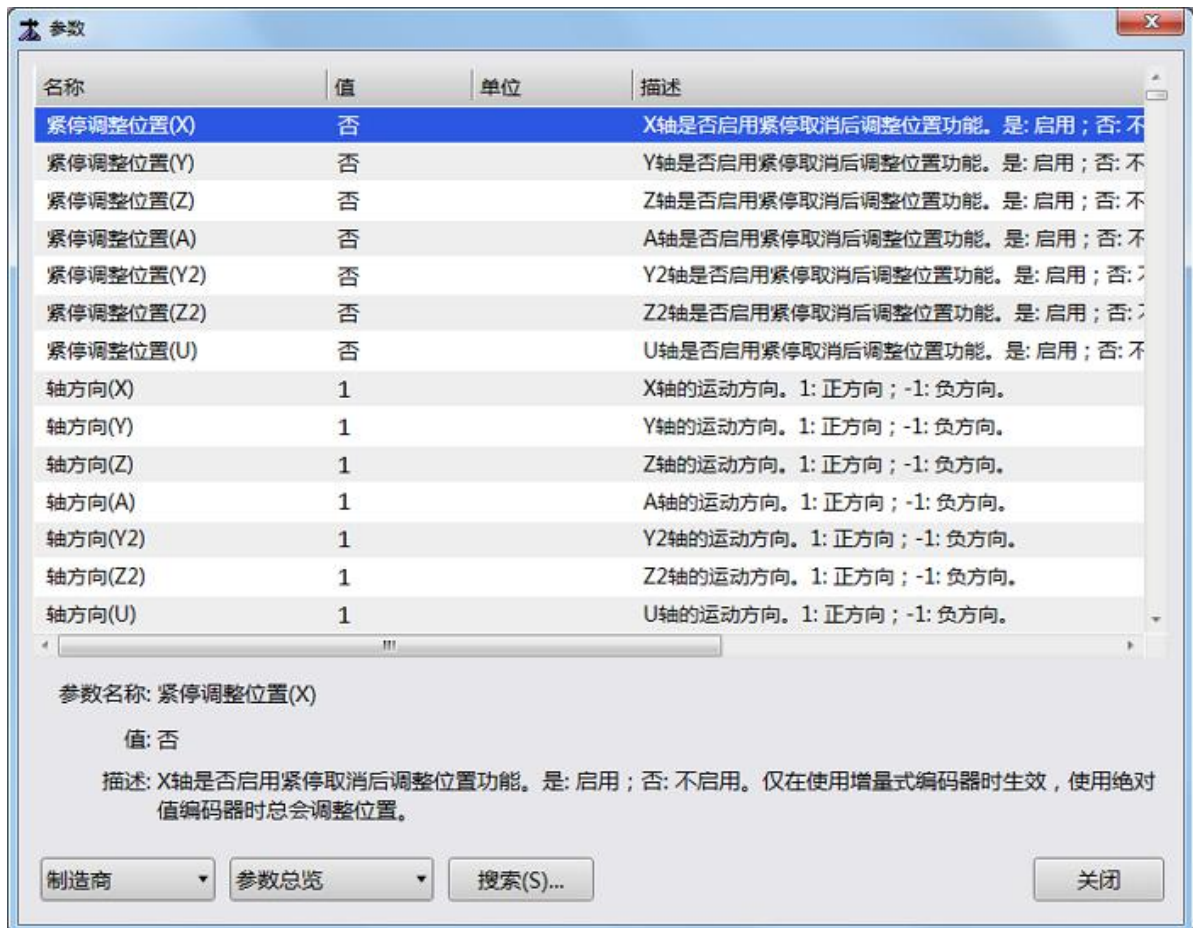 参数
名称 值 单位 描述
紧停调整位置(X) 否 X轴是否启用紧停取消后调整位置功能。是: 启用；否: 不
紧停调整位置(Y) 否 Y轴是否启用紧停取消后调整位置功能。是: 启用；否: 不
紧停调整位置(Z) 否 Z轴是否启用紧停取消后调整位置功能。是: 启用；否: 不
紧停调整位置(A) 否 A轴是否启用紧停取消后调整位置功能。是: 启用；否: 不
紧停调整位置(Y2) 否 Y2轴是否启用紧停取消后调整位置功能。是: 启用；否:
紧停调整位置(Z2) 否 Z2轴是否启用紧停取消后调整位置功能。是: 启用；否:
紧停调整位置(U) 否 U轴是否启用紧停取消后调整位置功能。是: 启用；否: 不
轴方向(X) 1 X轴的运动方向。1: 正方向；-1: 负方向。
轴方向(Y) 1 Y轴的运动方向。1: 正方向；-1: 负方向。
轴方向(Z) 1 Z轴的运动方向。1: 正方向；-1: 负方向。
轴方向(A) 1 A轴的运动方向。1: 正方向；-1: 负方向。
轴方向(Y2) 1 Y2轴的运动方向。1: 正方向；-1: 负方向。
轴方向(Z2) 1 Z2轴的运动方向。1: 正方向；-1: 负方向。
轴方向(U) 1 U轴的运动方向。1: 正方向；-1: 负方向。
参数名称: 紧停调整位置(X)
值: 否
描述: X轴是否启用紧停取消后调整位置功能。是: 启用；否: 不启用。仅在使用增量式编码器时生效，使用绝对
值编码器时总会调整位置。
制造商 参数总览 搜索(S)... 关闭